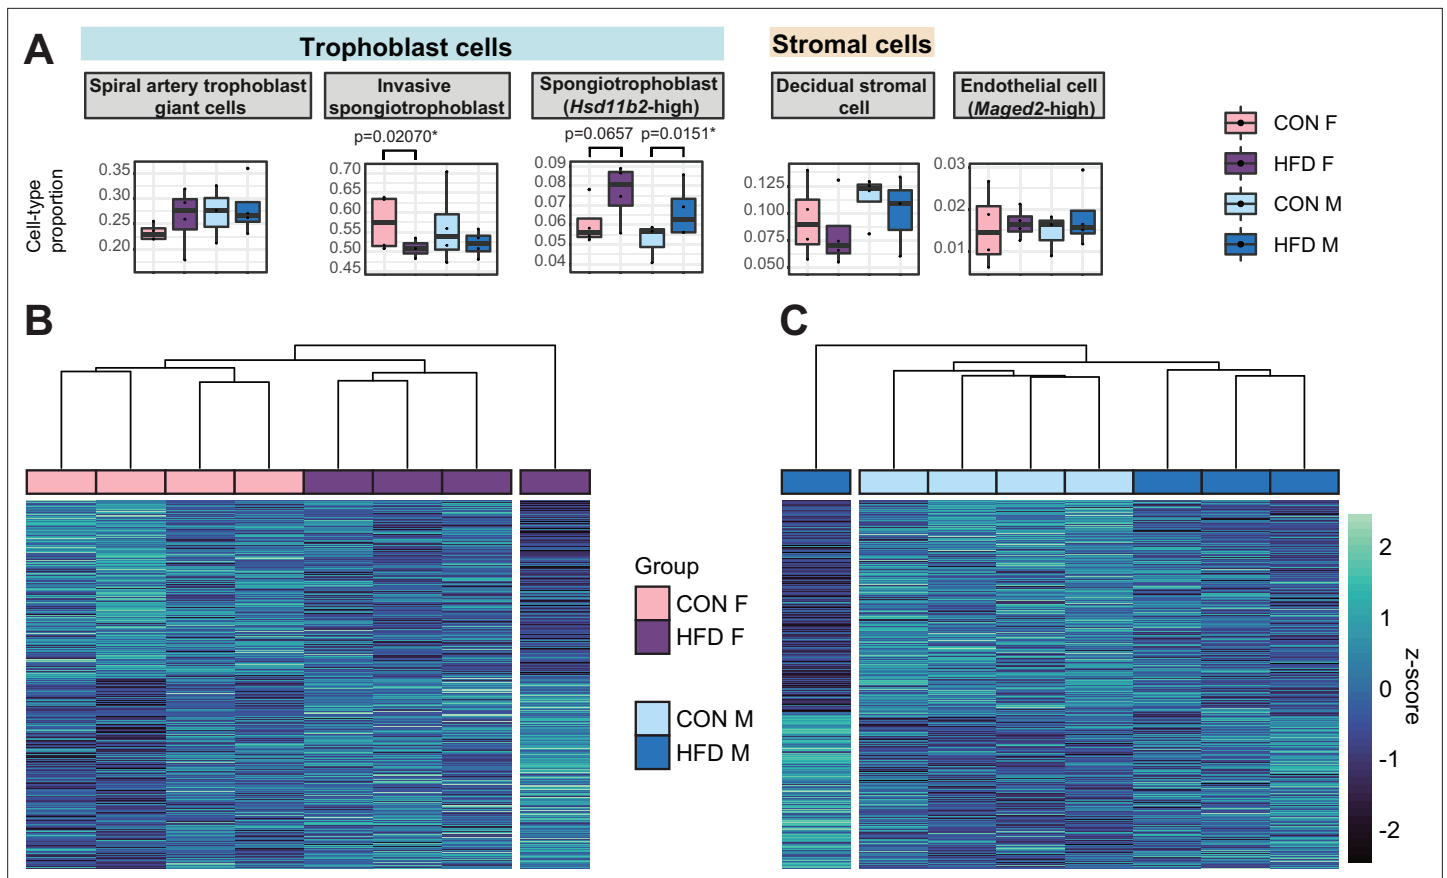 A
Trophoblast cells
Stromal cells
Spiral artery trophoblast
giant cells
Invasive
spongiotrophoblast
Spongiotrophoblast
(Hsd11b2-high)
Decidual stromal
cell
Endothelial cell
(Maged2-high)
p=0.02070*
p=0.0657
p=0.0151*
Cell-type
proportion
0.35
0.30
0.25
0.20
0.70
0.65
0.60
0.55
0.50
0.45
0.09
0.08
0.07
0.06
0.05
0.04
0.125
0.100
0.075
0.050
0.03
0.02
0.01
CON F
HFD F
CON M
HFD M
B
Group
CON F
HFD F
CON M
HFD M
C
2
1
0
-1
-2
z-score